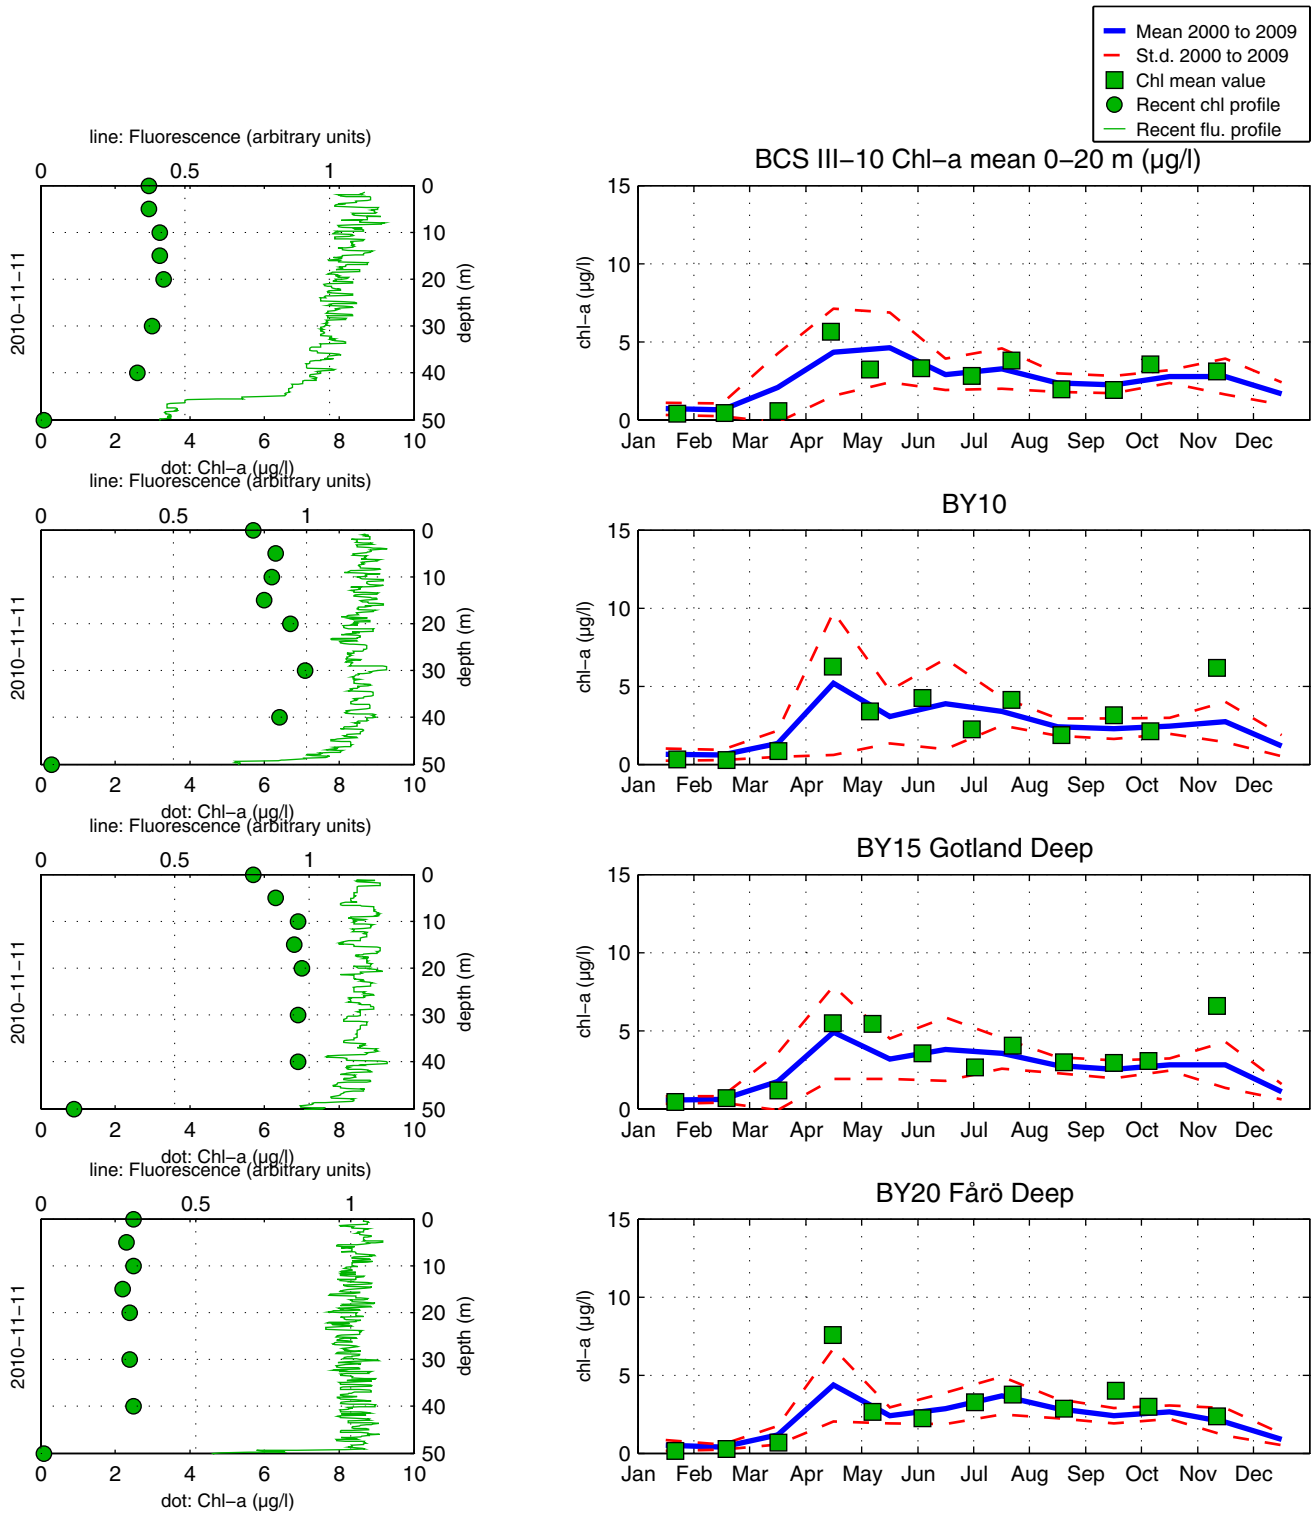 Mean 2000 to 2009
St.d. 2000 to 2009
Chl mean value
Recent chl profile
Recent flu. profile
line: Fluorescence (arbitrary units)
0 0.5 1
0
10
20
30
40
50
depth (m)
2010−11−11
0 2 4 6 8 10
dot: Chl−a (µg/l)
BCS III−10 Chl−a mean 0−20 m (µg/l)
15
10
5
0
chl−a (µg/l)
Jan Feb Mar Apr May Jun Jul Aug Sep Oct Nov Dec
line: Fluorescence (arbitrary units)
0 0.5 1
0
10
20
30
40
50
depth (m)
2010−11−11
0 2 4 6 8 10
dot: Chl−a (µg/l)
BY10
15
10
5
0
chl−a (µg/l)
Jan Feb Mar Apr May Jun Jul Aug Sep Oct Nov Dec
line: Fluorescence (arbitrary units)
0 0.5 1
0
10
20
30
40
50
depth (m)
2010−11−11
0 2 4 6 8 10
dot: Chl−a (µg/l)
BY15 Gotland Deep
15
10
5
0
chl−a (µg/l)
Jan Feb Mar Apr May Jun Jul Aug Sep Oct Nov Dec
line: Fluorescence (arbitrary units)
0 0.5 1
0
10
20
30
40
50
depth (m)
2010−11−11
0 2 4 6 8 10
dot: Chl−a (µg/l)
BY20 Fårö Deep
15
10
5
0
chl−a (µg/l)
Jan Feb Mar Apr May Jun Jul Aug Sep Oct Nov Dec